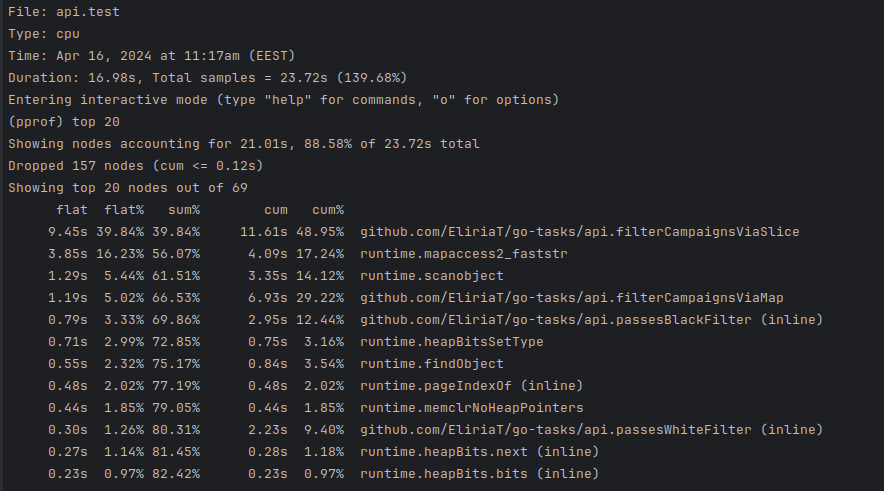 File: api.test
Type: cpu
Time: Apr 16, 2024 at 11:17am (EEST)
Duration: 16.98s, Total samples = 23.72s (139.68%)
Entering interactive mode (type "help" for commands, "o" for options)
(pprof) top 20
Showing nodes accounting for 21.01s, 88.58% of 23.72s total
Dropped 157 nodes (cum <= 0.12s)
Showing top 20 nodes out of 69
flat flat% sum% cum cum%
9.45s 39.84% 39.84% 11.61s 48.95% github.com/EliriaT/go-tasks/api.filterCampaignsViaSlice
3.85s 16.23% 56.07% 4.09s 17.24% runtime.mapaccess2_faststr
1.29s 5.44% 61.51% 3.35s 14.12% runtime.scanobject
1.19s 5.02% 66.53% 6.93s 29.22% github.com/EliriaT/go-tasks/api.filterCampaignsViaMap
0.79s 3.33% 69.86% 2.95s 12.44% github.com/EliriaT/go-tasks/api.passesBlackFilter (inline)
0.71s 2.99% 72.85% 0.75s 3.16% runtime.heapBitsSetType
0.55s 2.32% 75.17% 0.84s 3.54% runtime.findObject
0.48s 2.02% 77.19% 0.48s 2.02% runtime.pageIndexOf (inline)
0.44s 1.85% 79.05% 0.44s 1.85% runtime.memclrNoHeapPointers
0.30s 1.26% 80.31% 2.23s 9.40% github.com/EliriaT/go-tasks/api.passesWhiteFilter (inline)
0.27s 1.14% 81.45% 0.28s 1.18% runtime.heapBits.next (inline)
0.23s 0.97% 82.42% 0.23s 0.97% runtime.heapBits.bits (inline)